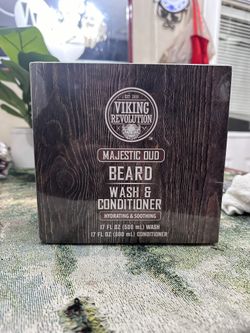 EST. 2015
VIKING
REVOLUTION
MAJESTIC DUO
BEARD
WASH &
CONDITIONER
HYDRATING & SOOTHING
17 FL OZ (500 mL) WASH
17 FL OZ (500 mL) CONDITIONER